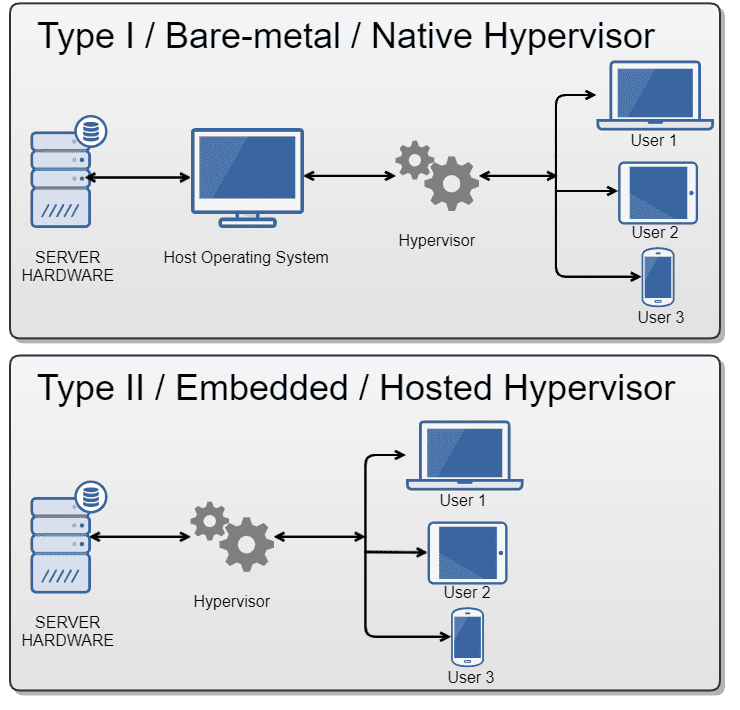 Type I / Bare-metal / Native Hypervisor
User 1
User 2
Hypervisor
SERVER
HARDWARE
Host Operating System
User 3
Type II / Embedded / Hosted Hypervisor
User 1
User 2
Hypervisor
SERVER
HARDWARE
User 3